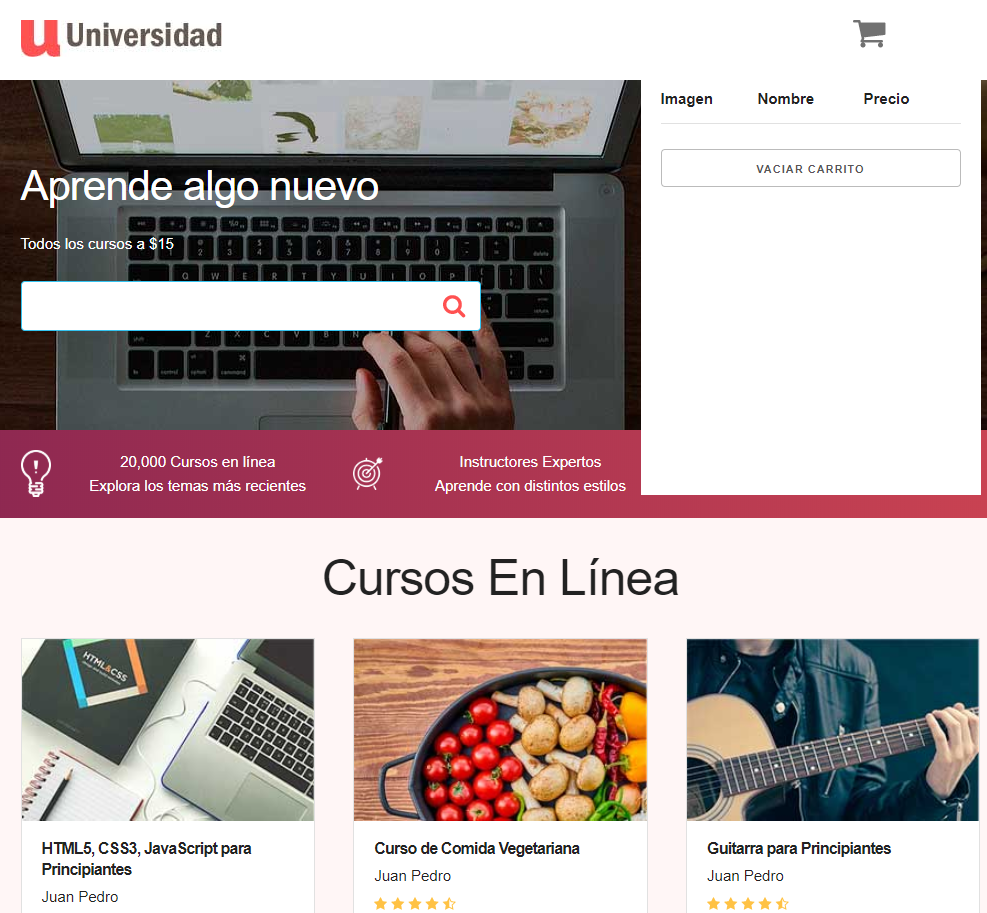 u Universidad
Imagen Nombre Precio
VACIAR CARRITO
Aprende algo nuevo
Todos los cursos a $15
20,000 Cursos en línea
Explora los temas más recientes
Instructores Expertos
Aprende con distintos estilos
Cursos En Línea
HTML&CSS
HTML5, CSS3, JavaScript para
Principiantes
Juan Pedro
Curso de Comida Vegetariana
Juan Pedro
Guitarra para Principiantes
Juan Pedro